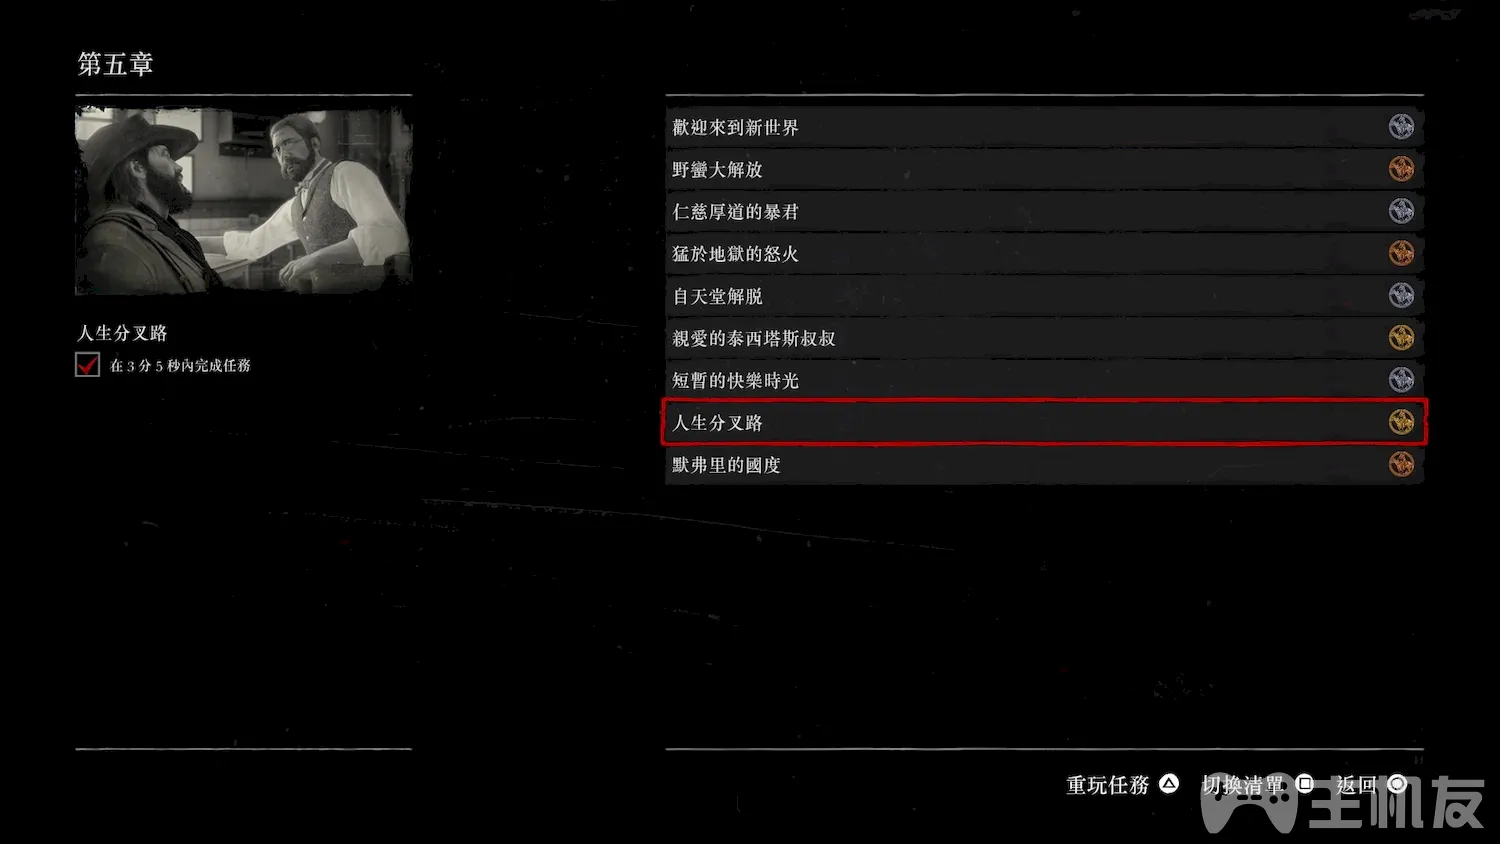 第五章
人生分叉路
在 3 分 5 秒內完成任務
歡迎來到新世界
野蠻大解放
仁慈厚道的暴君
猛於地獄的怒火
自天堂解脫
親愛的泰西塔斯叔叔
短暫的快樂時光
人生分叉路
默弗里的國度
重玩任務 切換清單 返回
主机友